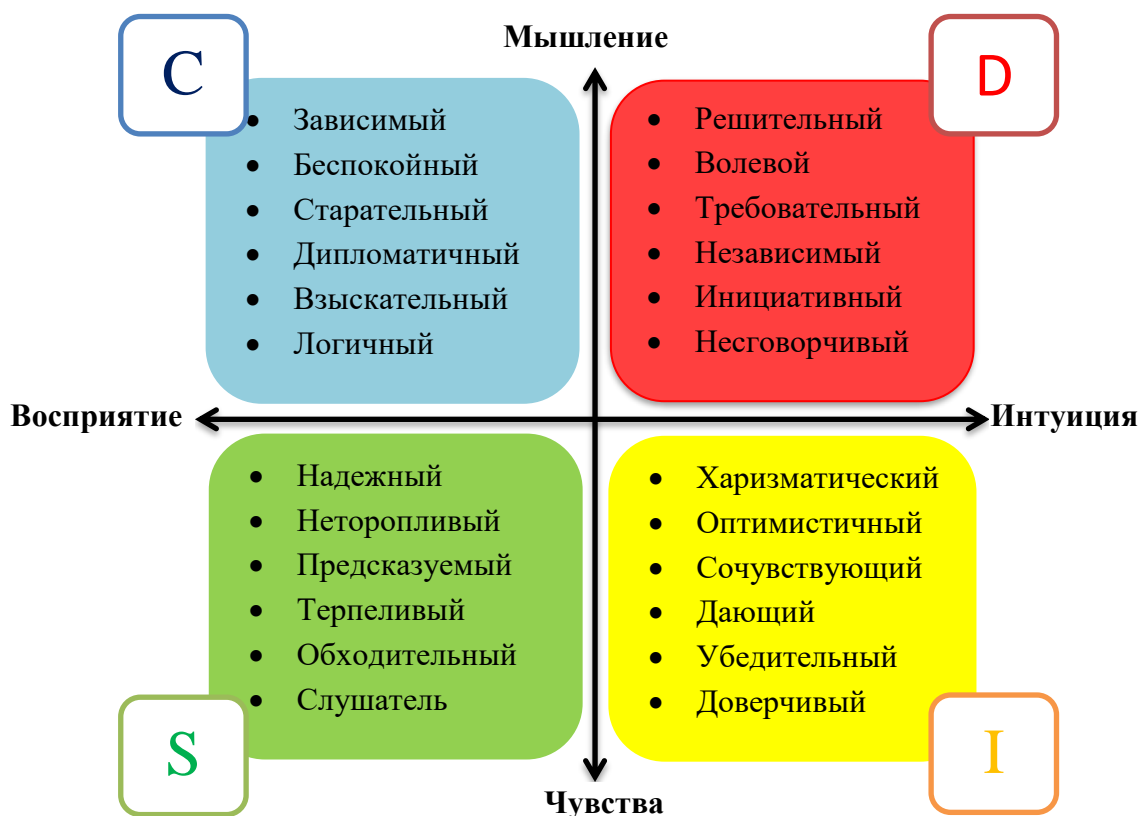 Мышление
C
Зависимый
Беспокойный
Старательный
Дипломатичный
Взыскательный
Логичный
D
Решительный
Волевой
Требовательный
Независимый
Инициативный
Несговорчивый
Восприятие
Интуиция
Надежный
Неторопливый
Предсказуемый
Терпеливый
Обходительный
Слушатель
S
Харизматический
Оптимистичный
Сочувствующий
Дающий
Убедительный
Доверчивый
I
Чувства